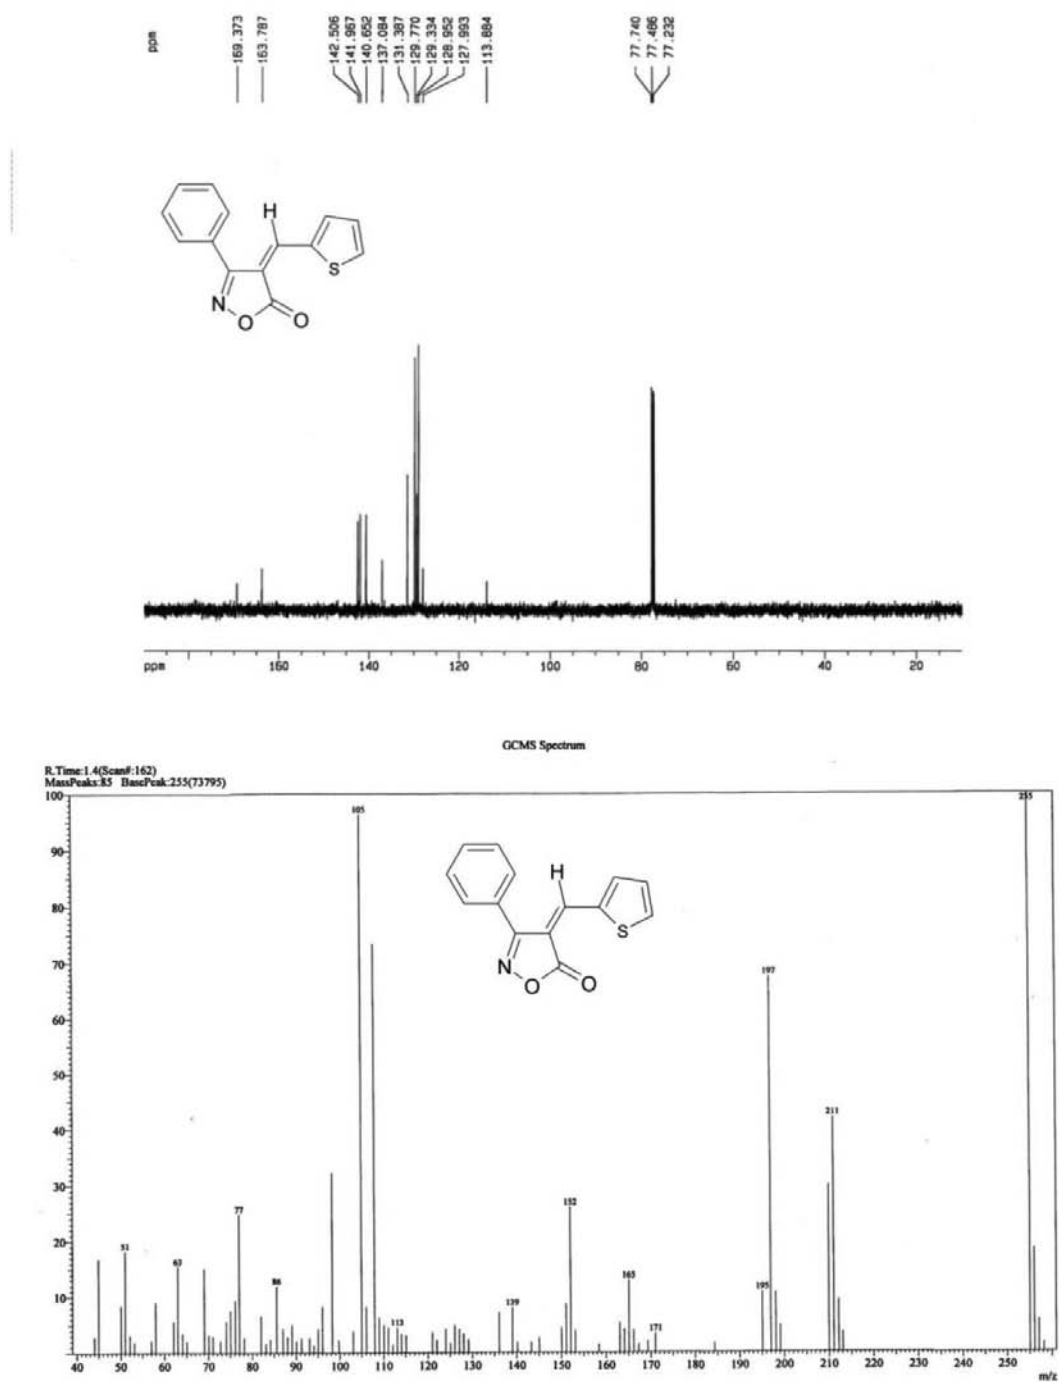 ppm
169.373
163.787
142.506
141.967
140.652
137.084
131.387
129.770
129.334
128.952
127.993
113.884
77.740
77.486
77.232
H
S
N
O
O
ppm
160
140
120
100
80
60
40
20
GCMS Spectrum
R.Time:1.4(Scan#:162)
MassPeaks:85 BasePeak:255(73795)
100
90
80
70
60
50
40
30
20
10
105
255
197
211
77
51
63
86
113
139
152
165
171
195
H
S
N
O
O
40 50 60 70 80 90 100 110 120 130 140 150 160 170 180 190 200 210 220 230 240 250
m/z